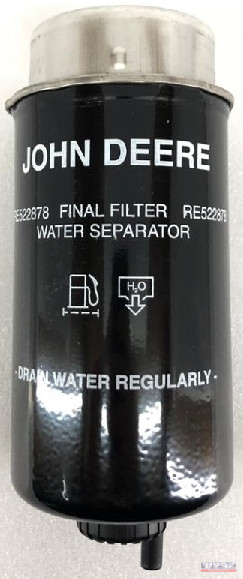 JOHN DEERE
RE522878 FINAL FILTER RE522878
WATER SEPARATOR
H₂O
- DRAIN WATER REGULARLY -